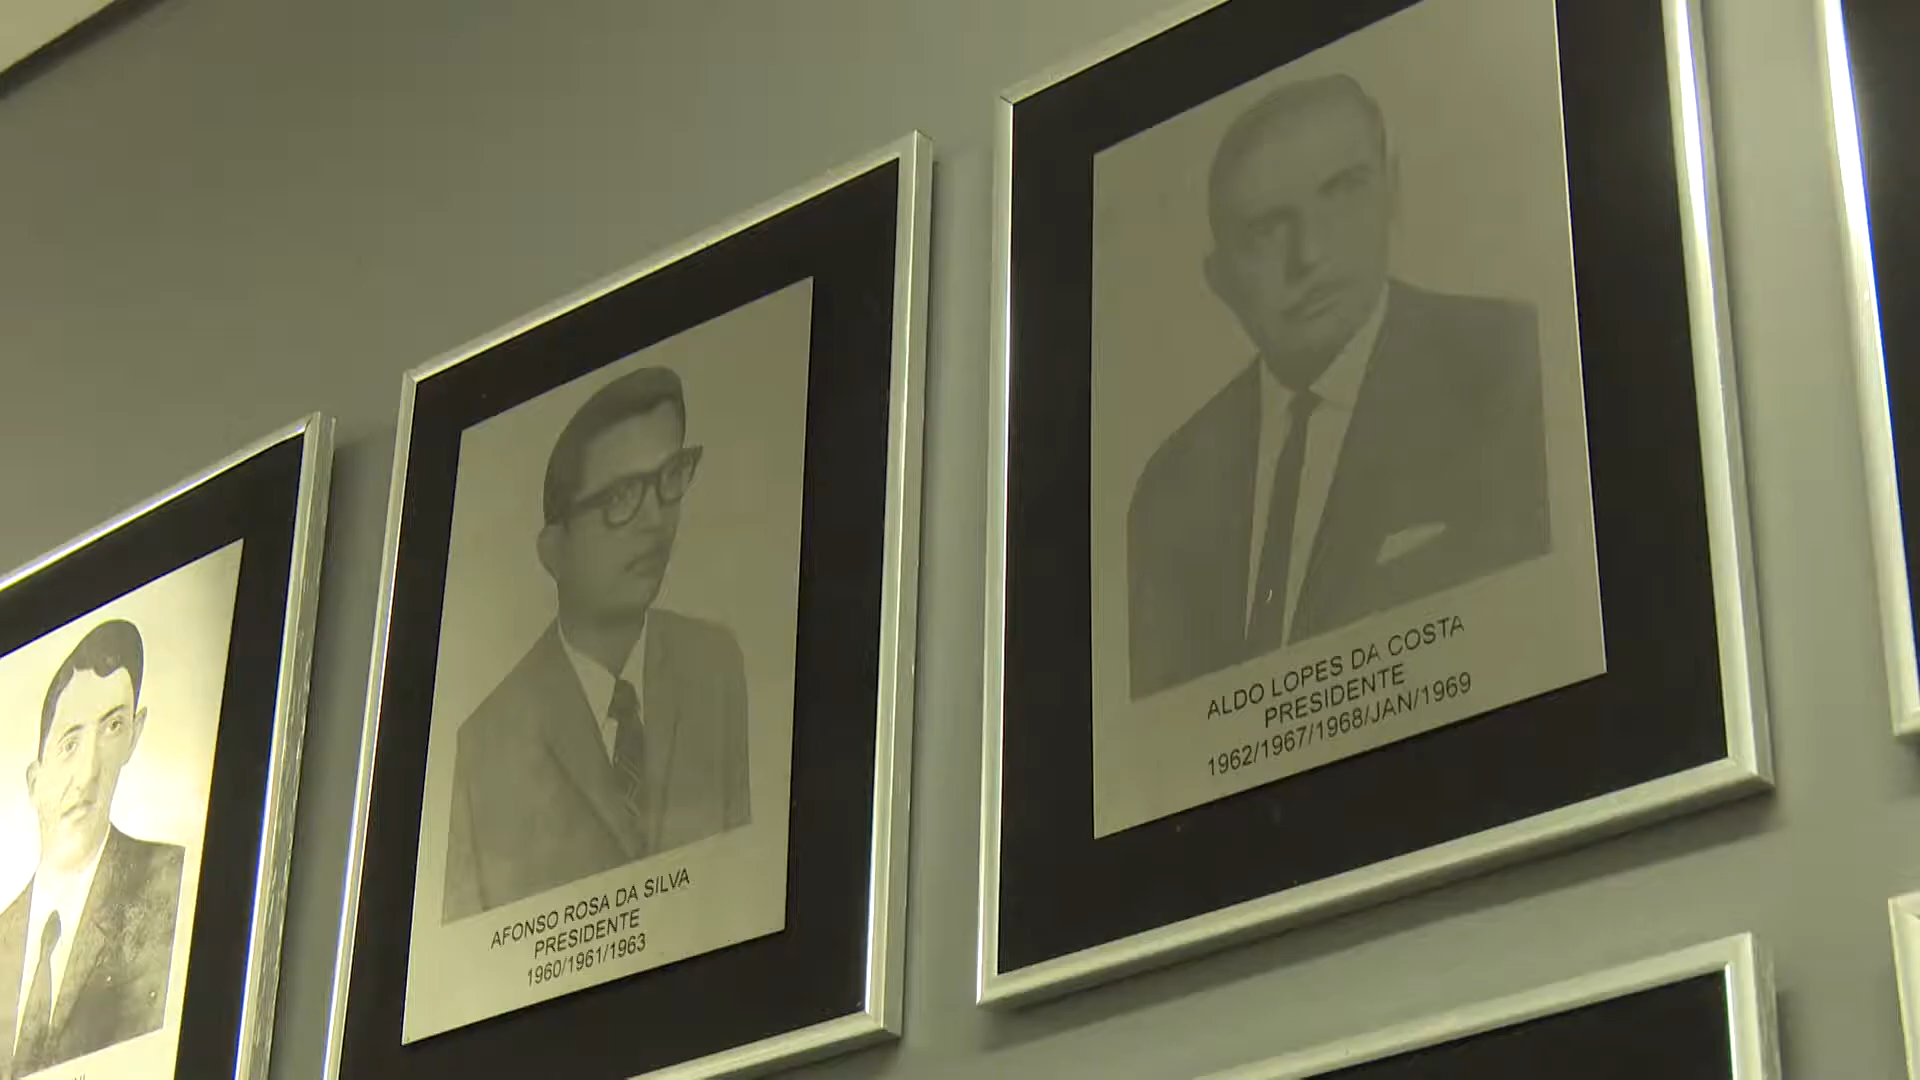 AFONSO ROSA DA SILVA
PRESIDENTE
1960/1961/1963
ALDO LOPES DA COSTA
PRESIDENTE
1962/1967/1968/JAN/1969